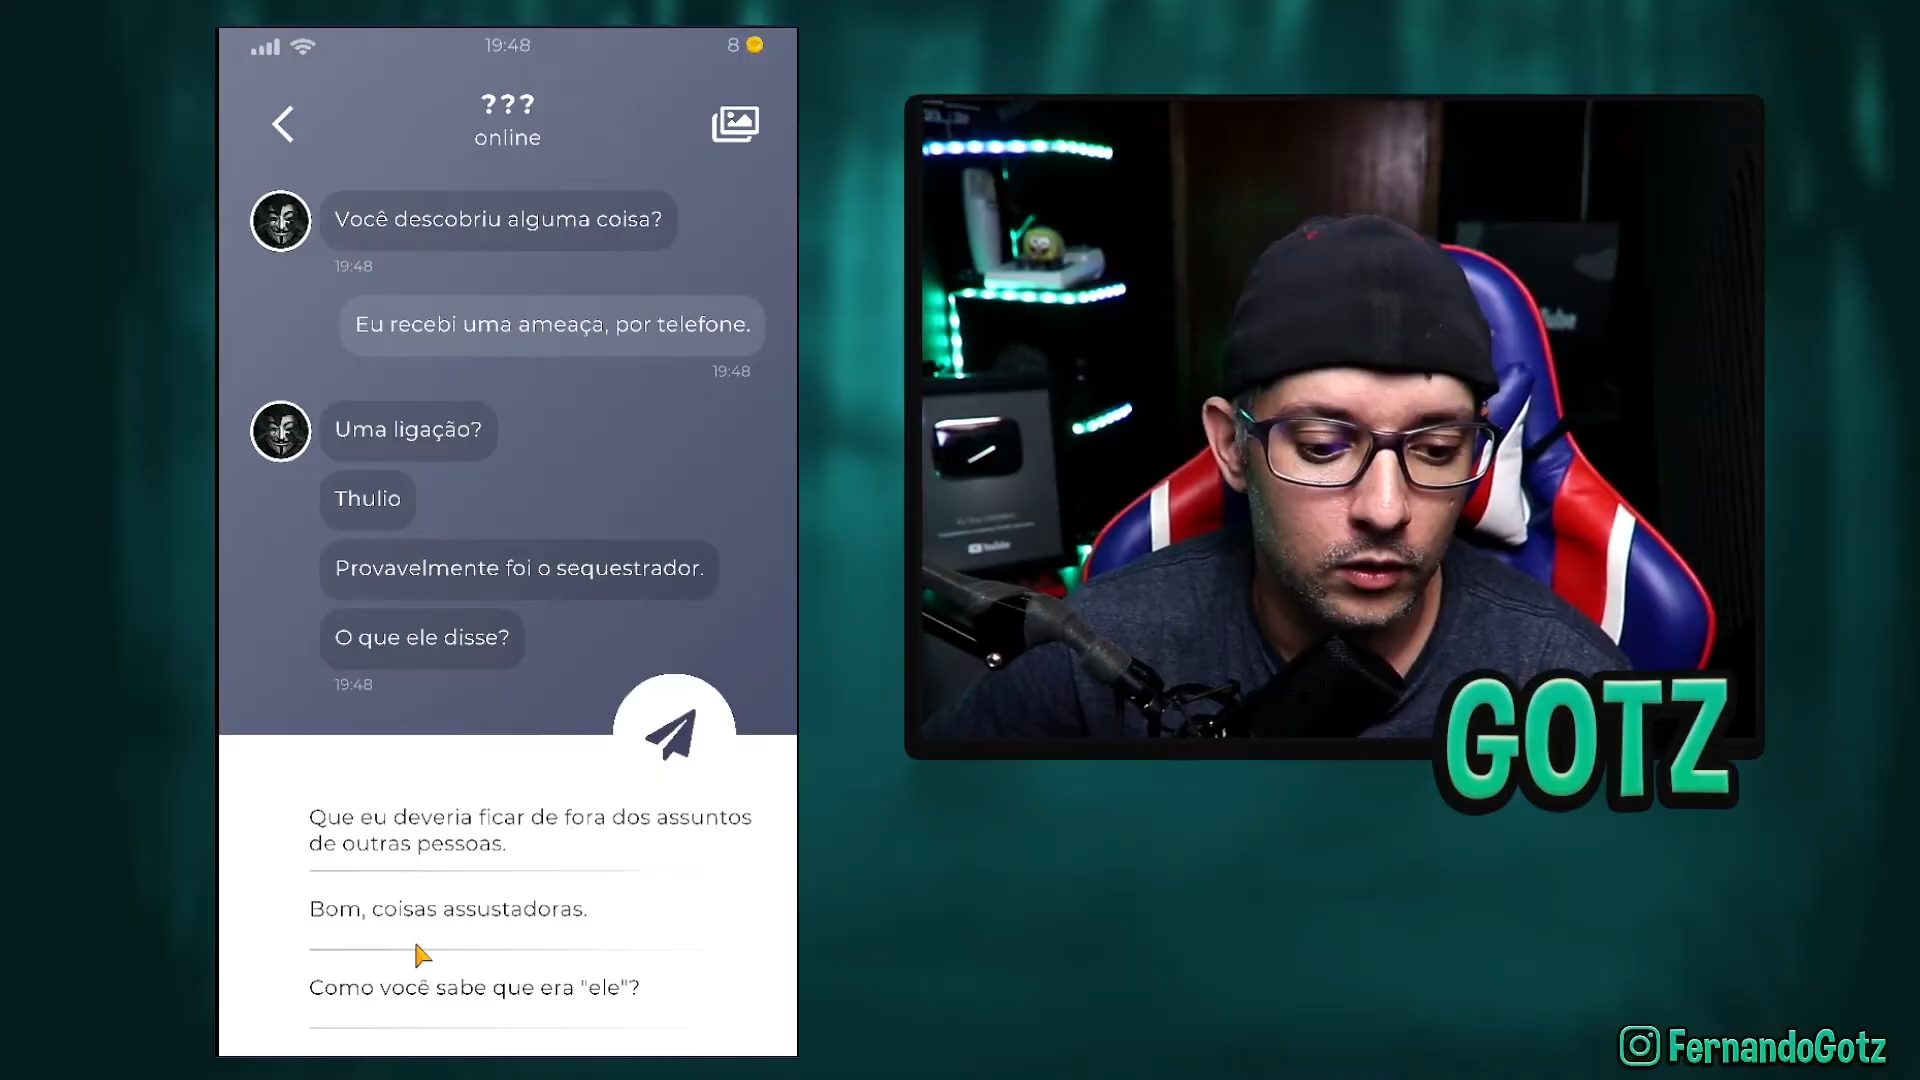 19:48
8
???
online
Você descobriu alguma coisa?
19:48
Eu recebi uma ameaça, por telefone.
19:48
Uma ligação?
Thulio
Provavelmente foi o sequestrador.
O que ele disse?
19:48
Que eu deveria ficar de fora dos assuntos
de outras pessoas.
Bom, coisas assustadoras.
Como você sabe que era "ele"?
YouTube
GOTZ
FernandoGotz